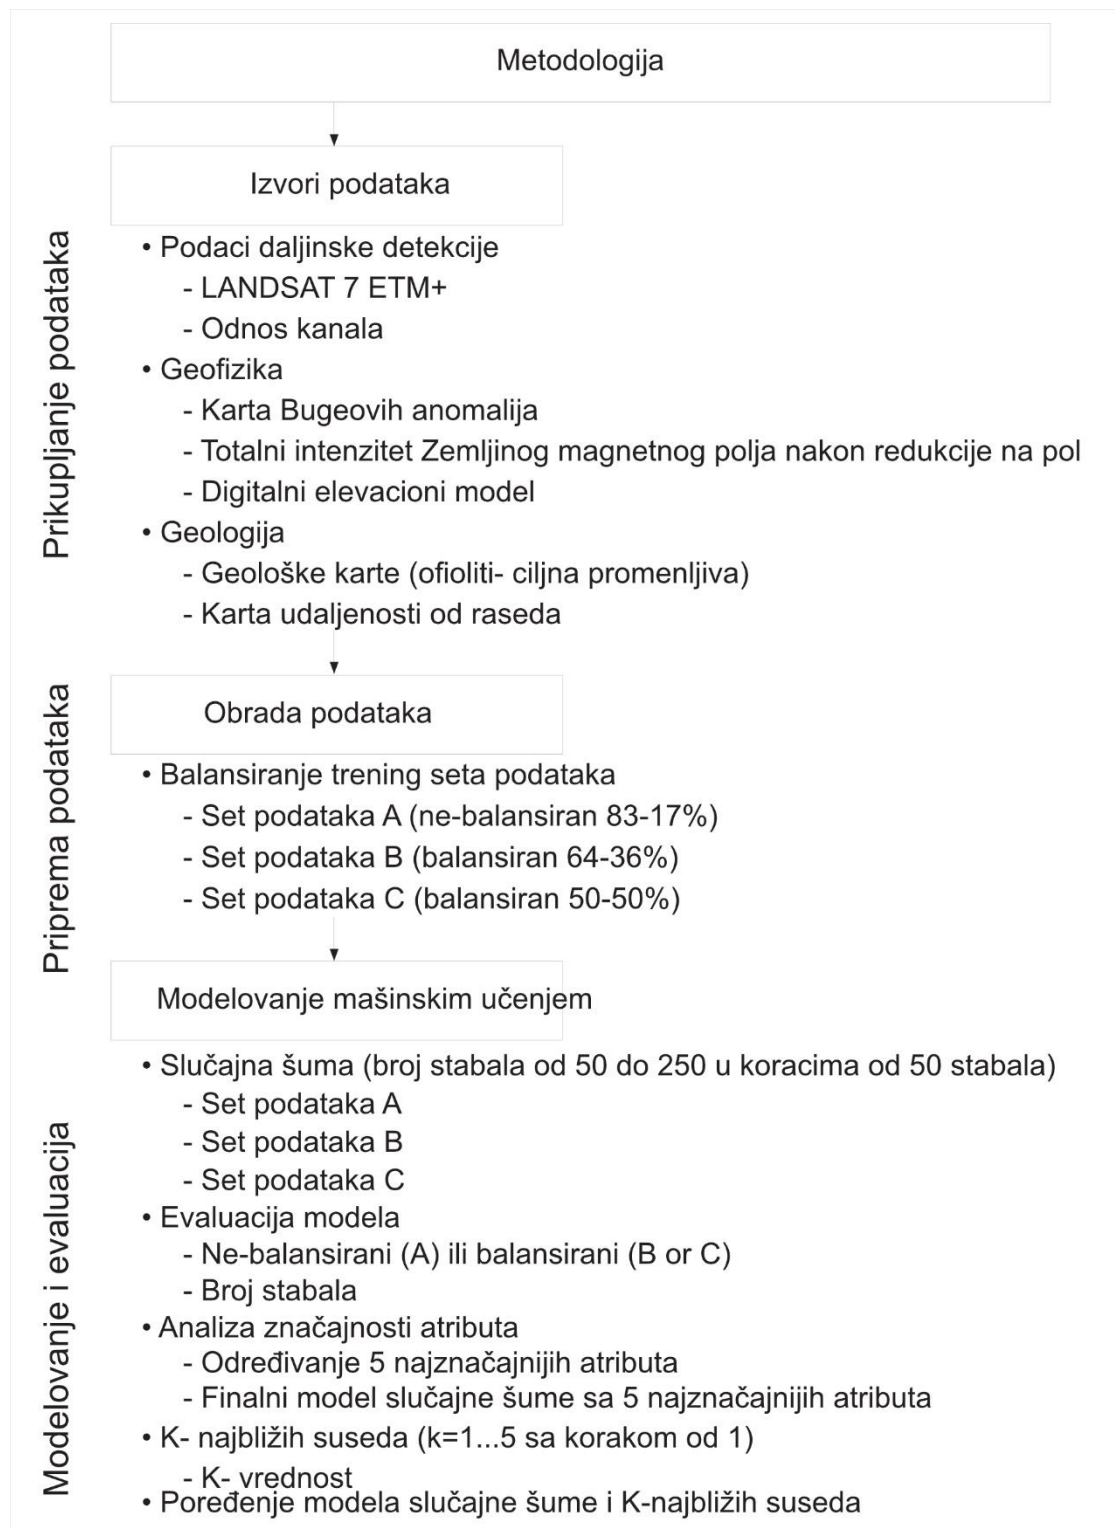 Metodologija
Izvori podataka
Prikupljanje podataka
• Podaci daljinske detekcije
- LANDSAT 7 ETM+
- Odnos kanala
• Geofizika
- Karta Bugeovih anomalija
- Totalni intenzitet Zemljinog magnetnog polja nakon redukcije na pol
- Digitalni elevacioni model
• Geologija
- Geološke karte (ofioliti- ciljna promenljiva)
- Karta udaljenosti od raseda
Priprema podataka
Obrada podataka
• Balansiranje trening seta podataka
- Set podataka A (ne-balansiran 83-17%)
- Set podataka B (balansiran 64-36%)
- Set podataka C (balansiran 50-50%)
Modelovanje mašinskim učenjem
Modelovanje i evaluacija
• Slučajna šuma (broj stabala od 50 do 250 u koracima od 50 stabala)
- Set podataka A
- Set podataka B
- Set podataka C
• Evaluacija modela
- Ne-balansirani (A) ili balansirani (B or C)
- Broj stabala
• Analiza značajnosti atributa
- Određivanje 5 najznačajnijih atributa
- Finalni model slučajne šume sa 5 najznačajnijih atributa
• K- najbližih suseda (k=1...5 sa korakom od 1)
- K- vrednost
• Poređenje modela slučajne šume i K-najbližih suseda